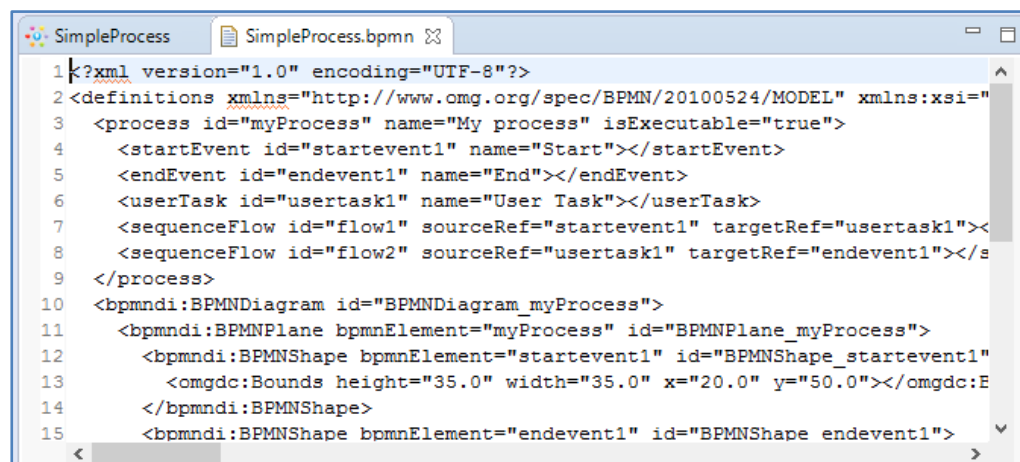 SimpleProcess SimpleProcess.bpmn
1 <?xml version="1.0" encoding="UTF-8"?>
2 <definitions xmlns="http://www.omg.org/spec/BPMN/20100524/MODEL" xmlns:xsi="
3 <process id="myProcess" name="My process" isExecutable="true">
4 <startEvent id="startevent1" name="Start"></startEvent>
5 <endEvent id="endevent1" name="End"></endEvent>
6 <userTask id="usertask1" name="User Task"></userTask>
7 <sequenceFlow id="flow1" sourceRef="startevent1" targetRef="usertask1"><
8 <sequenceFlow id="flow2" sourceRef="usertask1" targetRef="endevent1"></s
9 </process>
10 <bpmndi:BPMNDiagram id="BPMNDiagram_myProcess">
11 <bpmndi:BPMNPlane bpmnElement="myProcess" id="BPMNPlane_myProcess">
12 <bpmndi:BPMNShape bpmnElement="startevent1" id="BPMNShape_startevent1"
13 <omgdc:Bounds height="35.0" width="35.0" x="20.0" y="50.0"></omgdc:B
14 </bpmndi:BPMNShape>
15 <bpmndi:BPMNShape bpmnElement="endevent1" id="BPMNShape_endevent1">